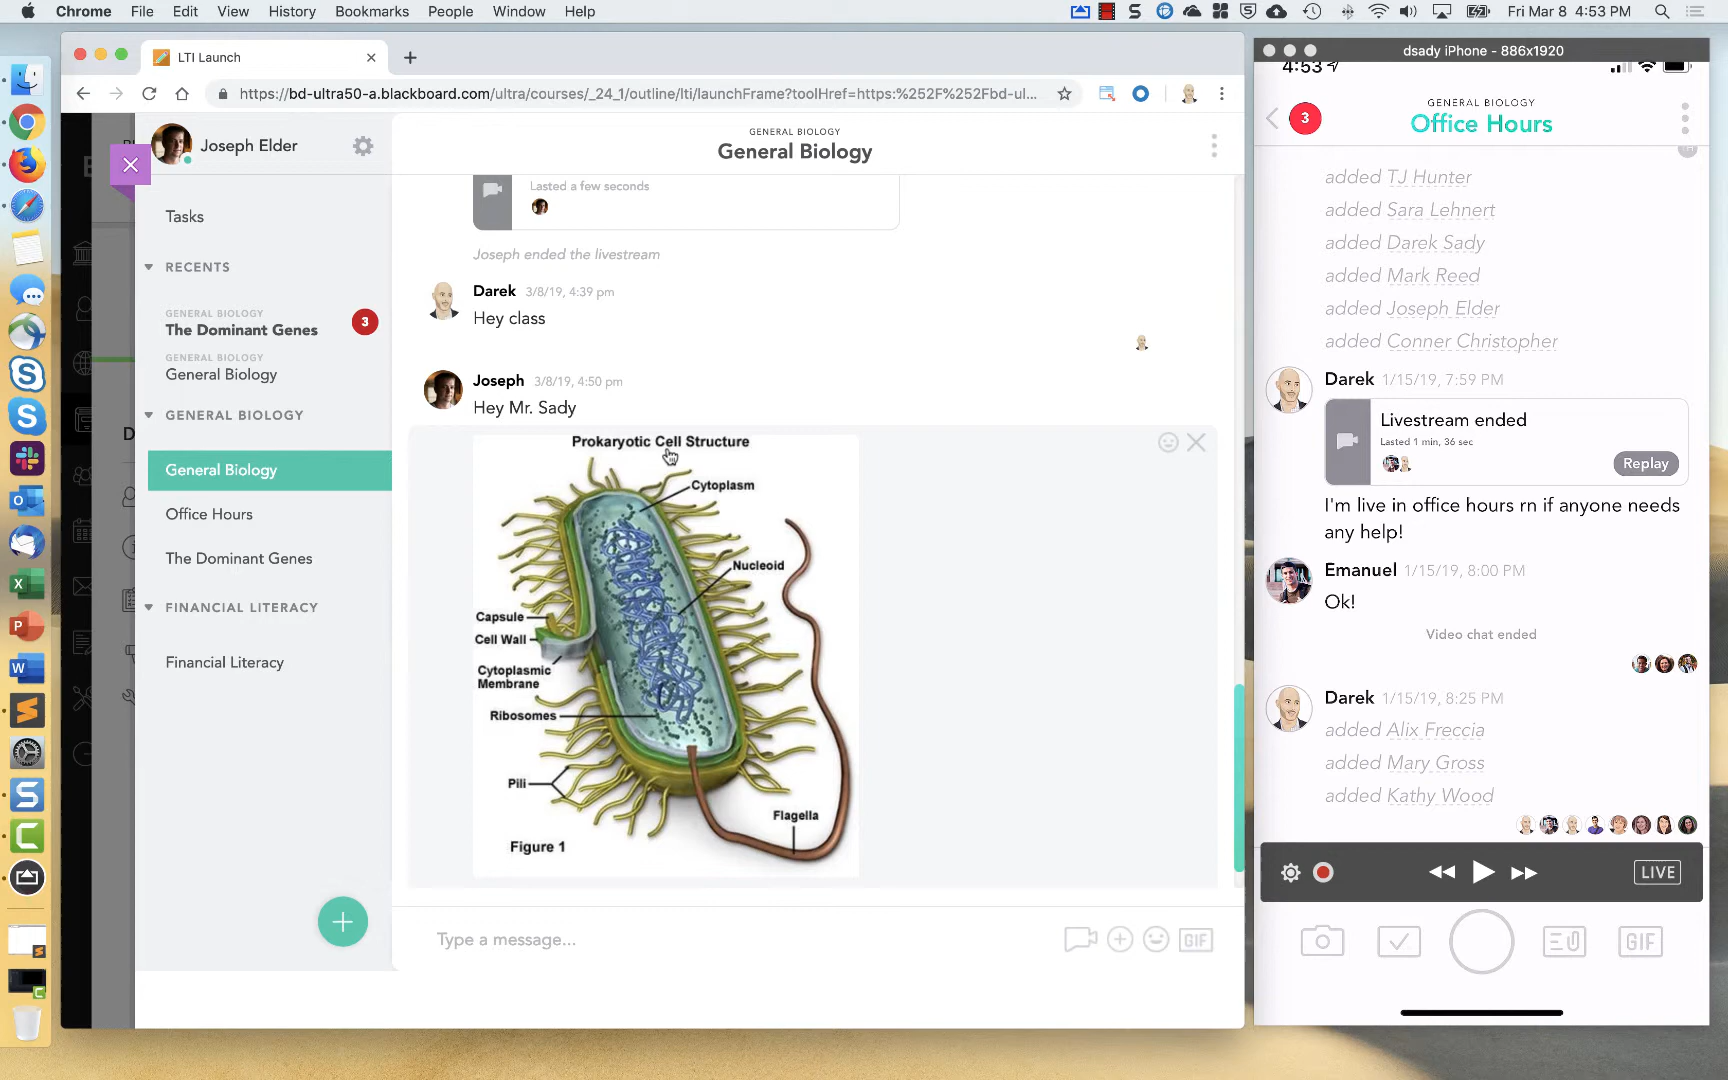 Chrome File Edit View History Bookmarks People Window Help
Fri Mar 8 4:53 PM
LTI Launch
https://bd-ultra50-a.blackboard.com/ultra/courses/_24_1/outline/lti/launchFrame?toolHref=https:%252F%252Fbd-ul...
Joseph Elder
Tasks
RECENTS
GENERAL BIOLOGY
The Dominant Genes
3
GENERAL BIOLOGY
General Biology
GENERAL BIOLOGY
General Biology
Office Hours
The Dominant Genes
FINANCIAL LITERACY
Financial Literacy
GENERAL BIOLOGY
General Biology
Lasted a few seconds
Joseph ended the livestream
Darek 3/8/19, 4:39 pm
Hey class
Joseph 3/8/19, 4:50 pm
Hey Mr. Sady
Prokaryotic Cell Structure
Cytoplasm
Nucleoid
Capsule
Cell Wall
Cytoplasmic
Membrane
Ribosomes
Pili
Flagella
Figure 1
Type a message...
GIF
dsady iPhone - 886x1920
4:53
3
GENERAL BIOLOGY
Office Hours
TH
added TJ Hunter
added Sara Lehnert
added Darek Sady
added Mark Reed
added Joseph Elder
added Conner Christopher
Darek 1/15/19, 7:59 PM
Livestream ended
Lasted 1 min, 36 sec
Replay
I'm live in office hours rn if anyone needs
any help!
Emanuel 1/15/19, 8:00 PM
Ok!
Video chat ended
Darek 1/15/19, 8:25 PM
added Alix Freccia
added Mary Gross
added Kathy Wood
LIVE
GIF